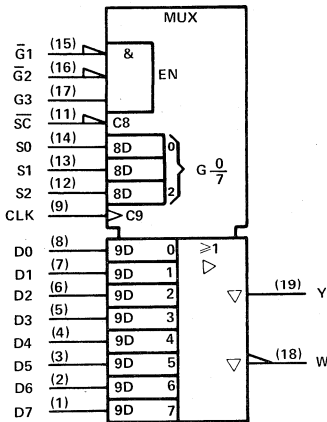 MUX
G̅1 (15) & EN
G̅2 (16)
G3 (17)
S̅C̅ (11) C8
S0 (14) 8D 0
S1 (13) 8D G 0/7
S2 (12) 8D 2
CLK (9) C9
D0 (8) 9D 0 ≥1
D1 (7) 9D 1
D2 (6) 9D 2 (19) Y
D3 (5) 9D 3
D4 (4) 9D 4
D5 (3) 9D 5 (18) W
D6 (2) 9D 6
D7 (1) 9D 7